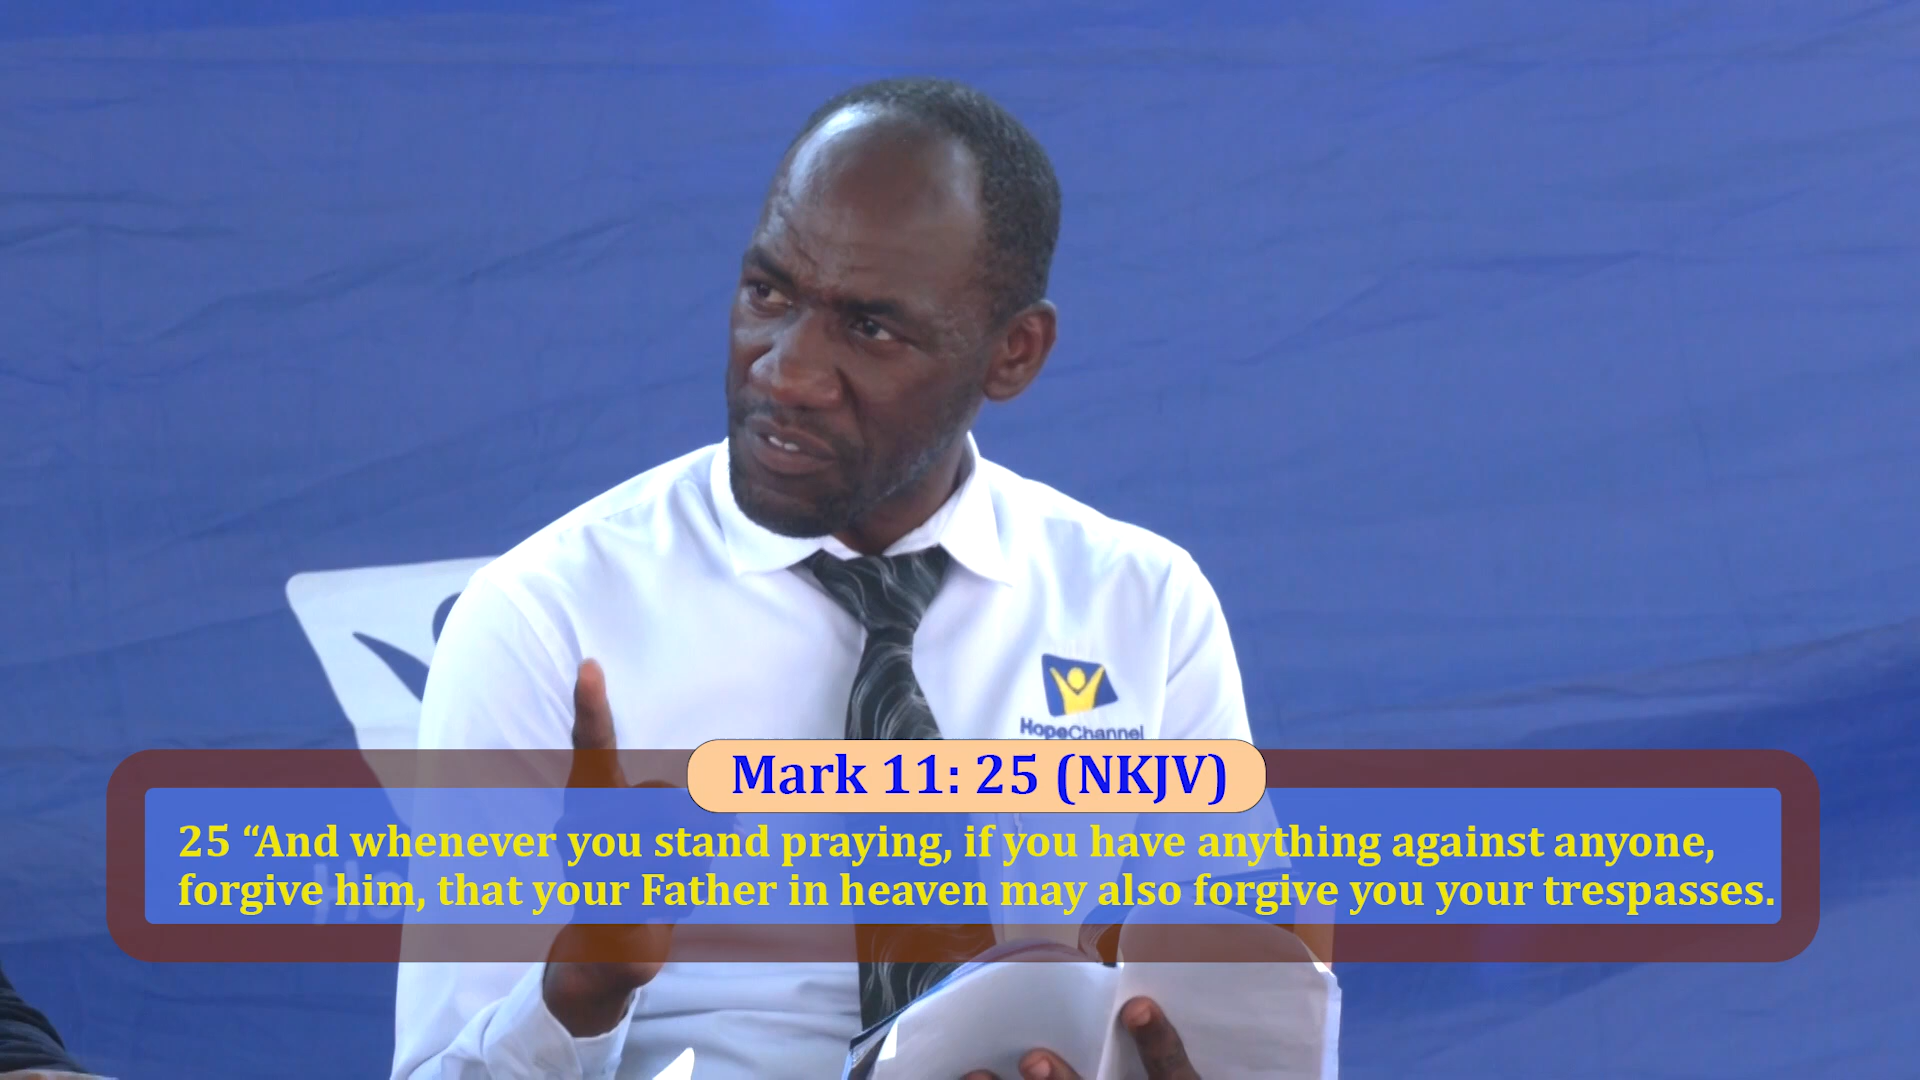 HopeChannel
Mark 11: 25 (NKJV)
25 “And whenever you stand praying, if you have anything against anyone,
forgive him, that your Father in heaven may also forgive you your trespasses.
Ho